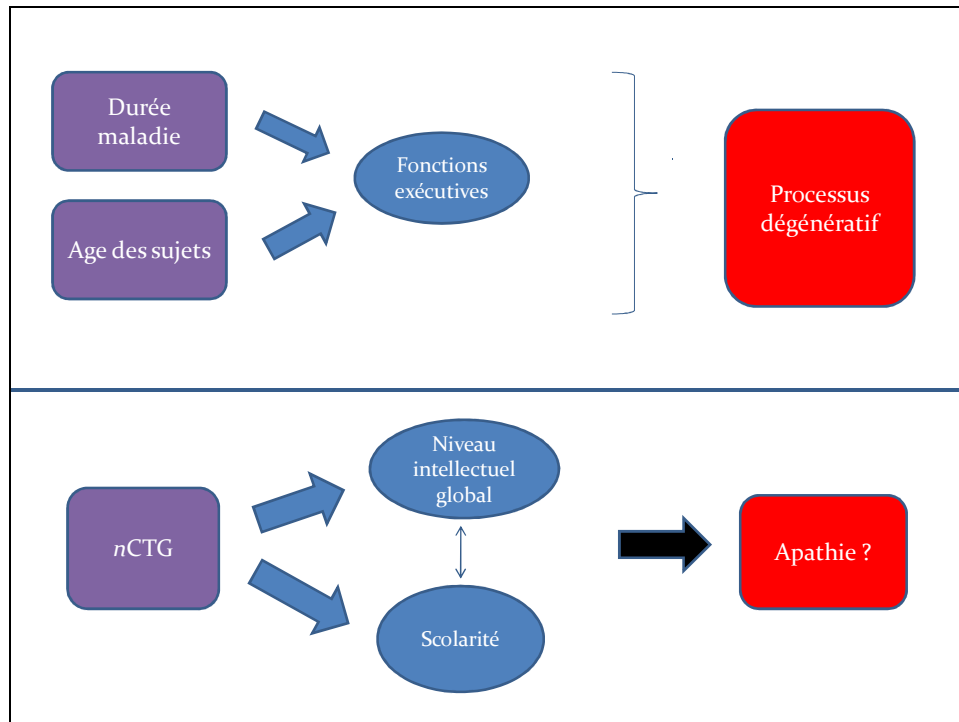 Durée
maladie
Fonctions
exécutives
Age des sujets
Processus
dégénératif
Niveau
intellectuel
global
nCTG
Apathie ?
Scolarité